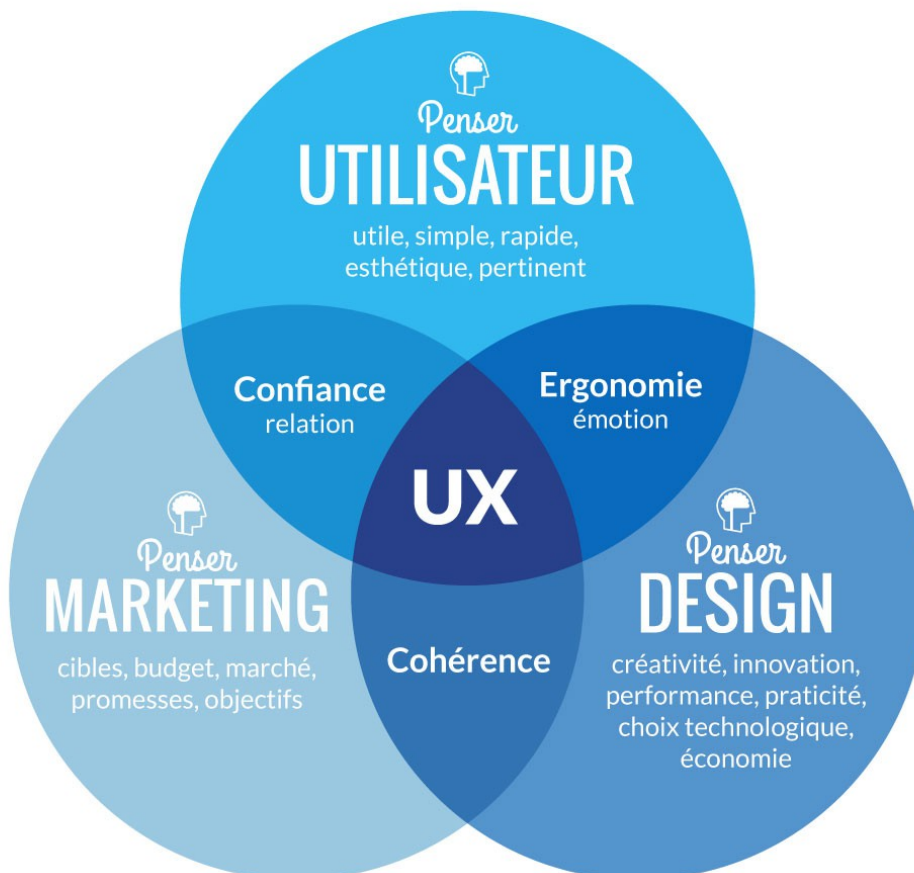 Penser
UTILISATEUR
utile, simple, rapide,
esthétique, pertinent
Confiance
relation
Ergonomie
émotion
UX
Penser
MARKETING
cibles, budget, marché,
promesses, objectifs
Cohérence
Penser
DESIGN
créativité, innovation,
performance, praticité,
choix technologique,
économie